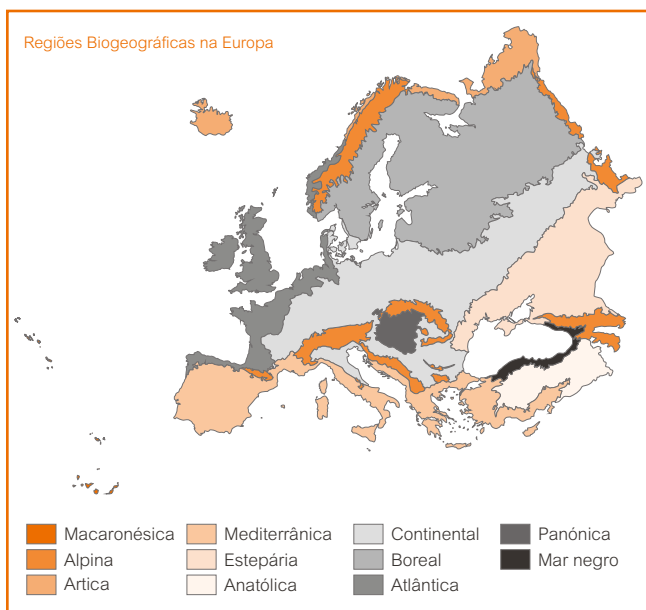 Regiões Biogeográficas na Europa
Macaronésica
Alpina
Artica
Mediterrânica
Estepária
Anatólica
Continental
Boreal
Atlântica
Panónica
Mar negro